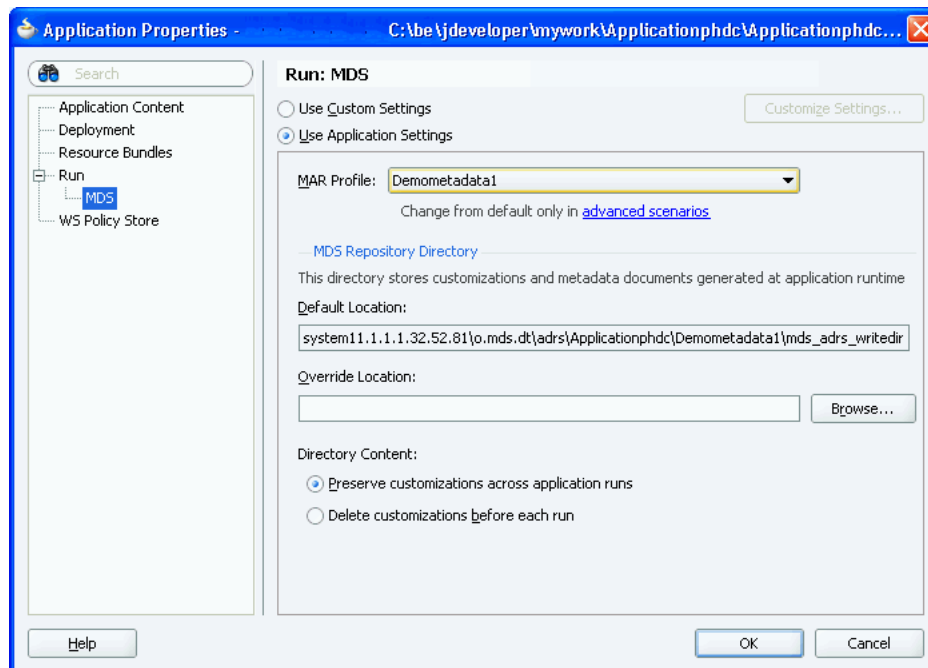 Application Properties - C:\be\jdeveloper\mywork\Applicationphdc\Applicationphdc...
Search
Application Content
Deployment
Resource Bundles
Run
MDS
WS Policy Store
Run: MDS
Use Custom Settings
Customize Settings...
Use Application Settings
MAR Profile: Demometadata1
Change from default only in advanced scenarios
MDS Repository Directory
This directory stores customizations and metadata documents generated at application runtime
Default Location:
system11.1.1.1.32.52.81\o.mds.dt\adrs\Applicationphdc\Demometadata1\mds_adrs_writedir
Override Location:
Browse...
Directory Content:
Preserve customizations across application runs
Delete customizations before each run
Help
OK
Cancel